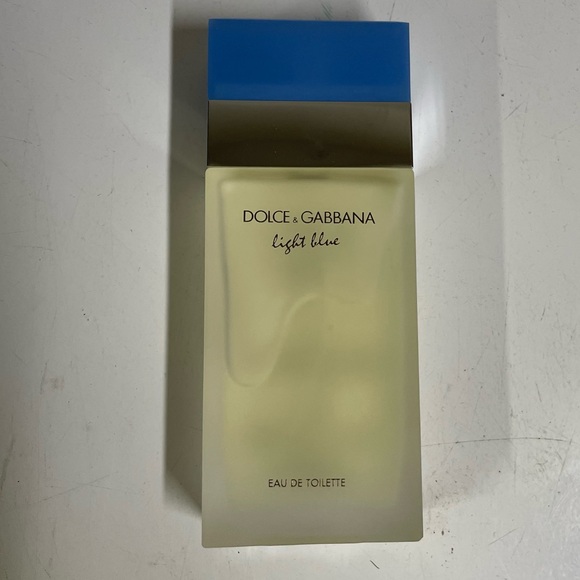 DOLCE & GABBANA
light blue
EAU DE TOILETTE